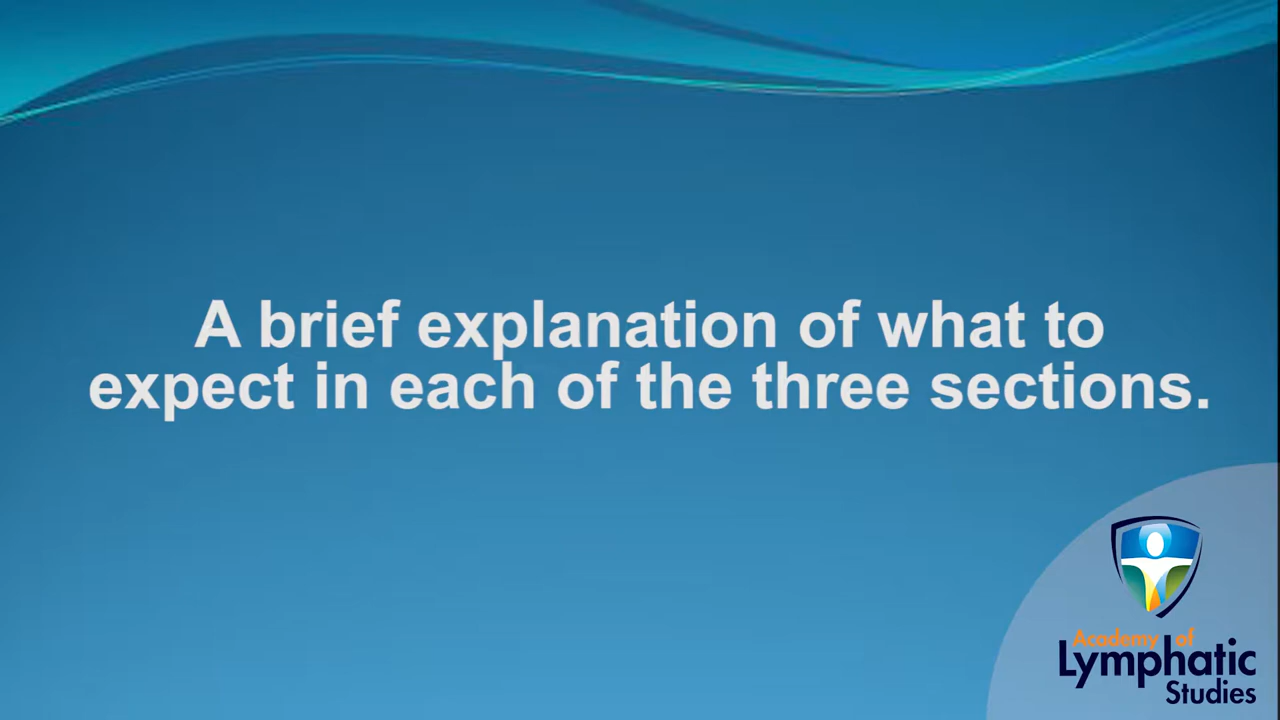 A brief explanation of what to
expect in each of the three sections.
Academy of
Lymphatic
Studies